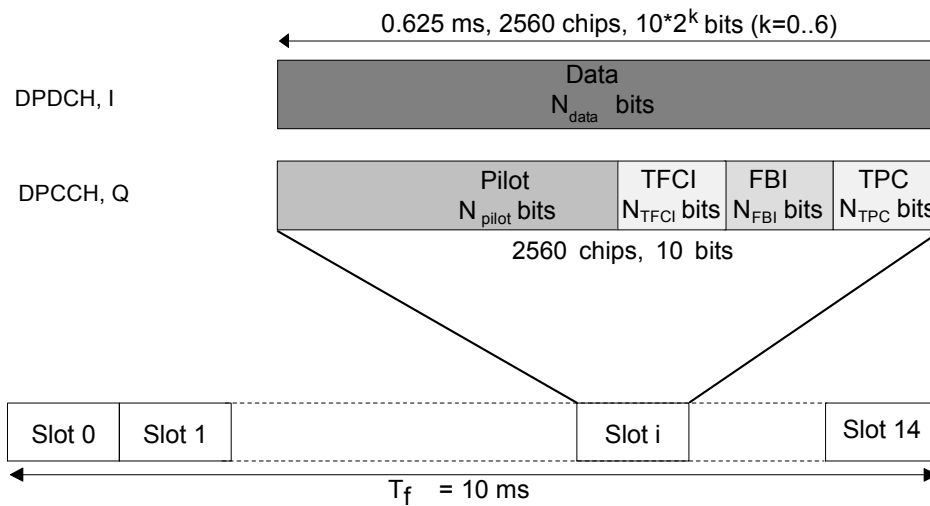 0.625 ms, 2560 chips, 10*2^k bits (k=0..6)
DPDCH, I
Data
N_data bits
DPCCH, Q
Pilot
N_pilot bits
TFCI
N_TFCI bits
FBI
N_FBI bits
TPC
N_TPC bits
2560 chips, 10 bits
Slot 0
Slot 1
Slot i
Slot 14
T_f = 10 ms